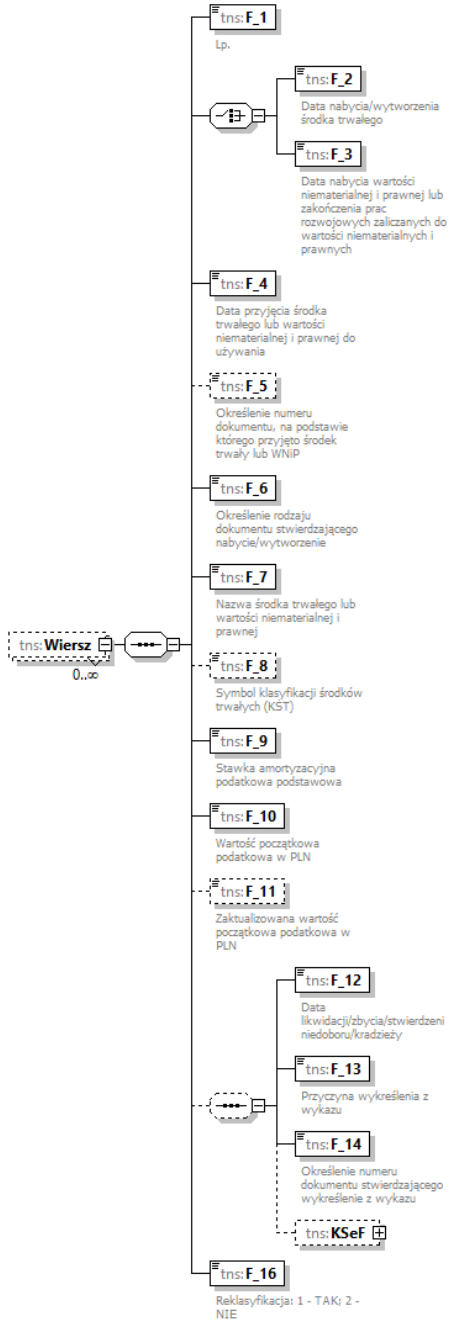 tns:F_1
Lp.
tns:F_2
Data nabycia/wytworzenia
środka trwałego
tns:F_3
Data nabycia wartości
niematerialnej i prawnej lub
zakończenia prac
rozwojowych zaliczanych do
wartości niematerialnych i
prawnych
tns:F_4
Data przyjęcia środka
trwałego lub wartości
niematerialnej i prawnej do
używania
tns:F_5
Określenie numeru
dokumentu, na podstawie
którego przyjęto środek
trwały lub WNiP
tns:F_6
Określenie rodzaju
dokumentu stwierdzającego
nabycie/wytworzenie
tns:F_7
Nazwa środka trwałego lub
wartości niematerialnej i
prawnej
tns:Wiersz
0..∞
tns:F_8
Symbol klasyfikacji środków
trwałych (KŚT)
tns:F_9
Stawka amortyzacyjna
podatkowa podstawowa
tns:F_10
Wartość początkowa
podatkowa w PLN
tns:F_11
Zaktualizowana wartość
początkowa podatkowa w
PLN
tns:F_12
Data
likwidacji/zbycia/stwierdzeni
niedoboru/kradzieży
tns:F_13
Przyczyna wykreślenia z
wykazu
tns:F_14
Określenie numeru
dokumentu stwierdzającego
wykreślenie z wykazu
tns:KSeF
tns:F_16
Reklasyfikacja: 1 - TAK; 2 -
NIE